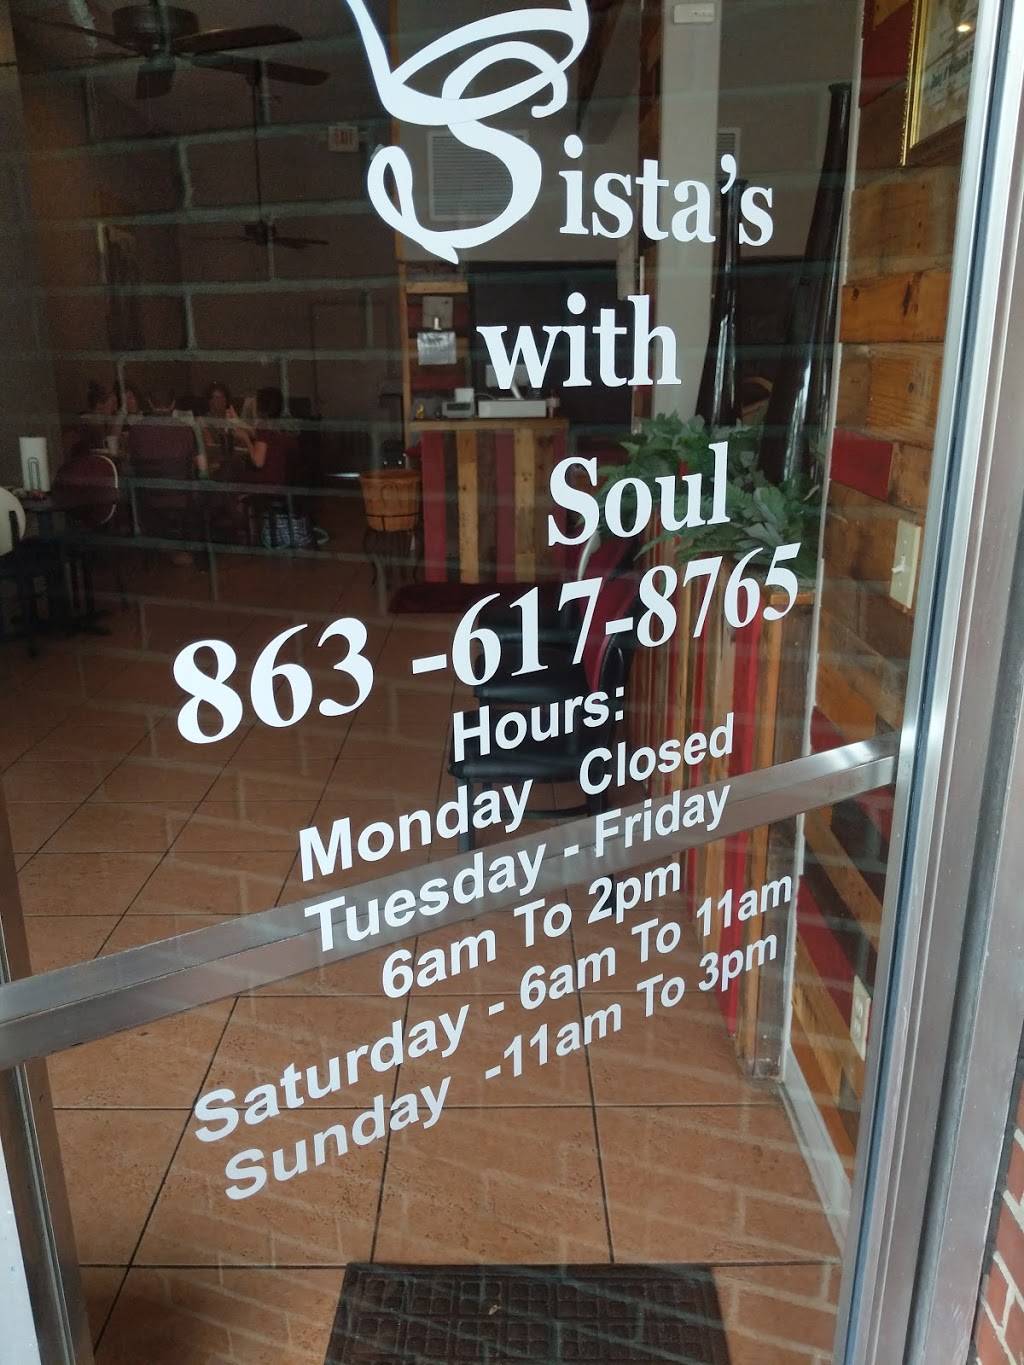 Sista's
with
Soul
863-617-8765
Hours:
Monday Closed
Tuesday - Friday
6am To 2pm
Saturday - 6am To 11am
Sunday -11am To 3pm